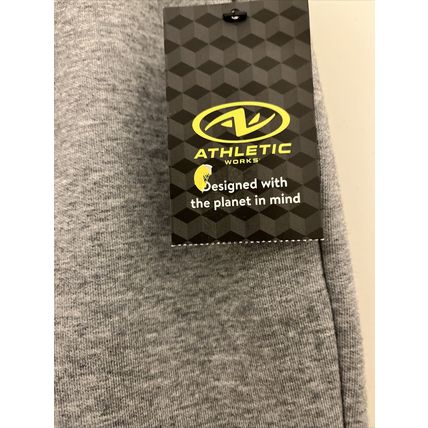 ATHLETIC
WORKS
Designed with
the planet in mind